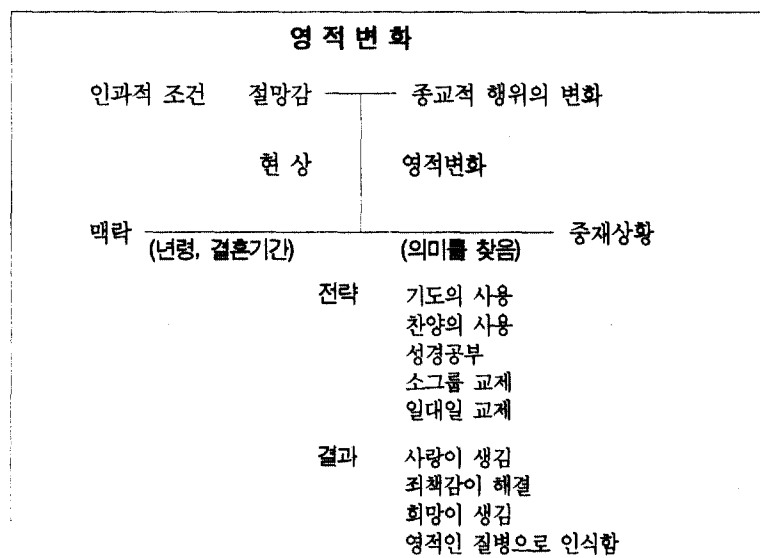 영적변화
인과적 조건 절망감 종교적 행위의 변화
현 상 영적변화
맥락 중재상황
(년령, 결혼기간) (의미를 찾음)
전략 기도의 사용
찬양의 사용
성경공부
소그룹 교제
일대일 교제
결과 사랑이 생김
죄책감이 해결
희망이 생김
영적인 질병으로 인식함